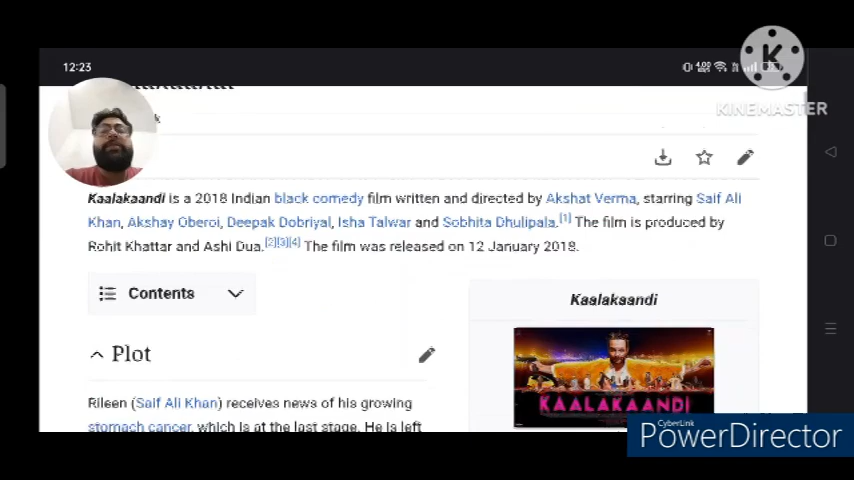 12:23
KINEMASTER
Kaalakaandi is a 2018 Indian black comedy film written and directed by Akshat Verma, starring Saif Ali
Khan, Akshay Oberoi, Deepak Dobriyal, Isha Talwar and Sobhita Dhulipala.[1] The film is produced by
Rohit Khattar and Ashi Dua.[2][3][4] The film was released on 12 January 2018.
Contents
Kaalakaandi
Plot
KAALAKAANDI
Rileen (Saif Ali Khan) receives news of his growing
stomach cancer, which is at the last stage. He is left
CyberLink
PowerDirector